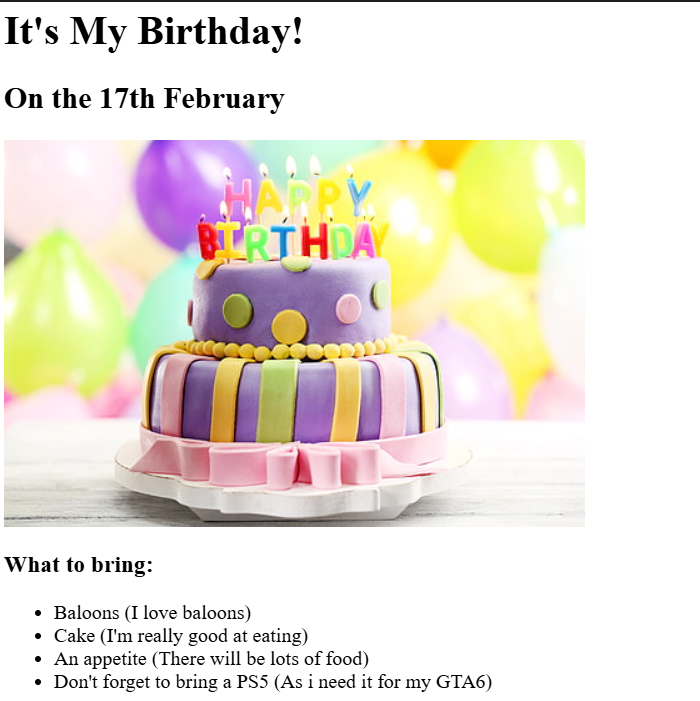 It's My Birthday!
On the 17th February
HAPPY
BIRTHDAY
What to bring:
Baloons (I love baloons)
Cake (I'm really good at eating)
An appetite (There will be lots of food)
Don't forget to bring a PS5 (As i need it for my GTA6)